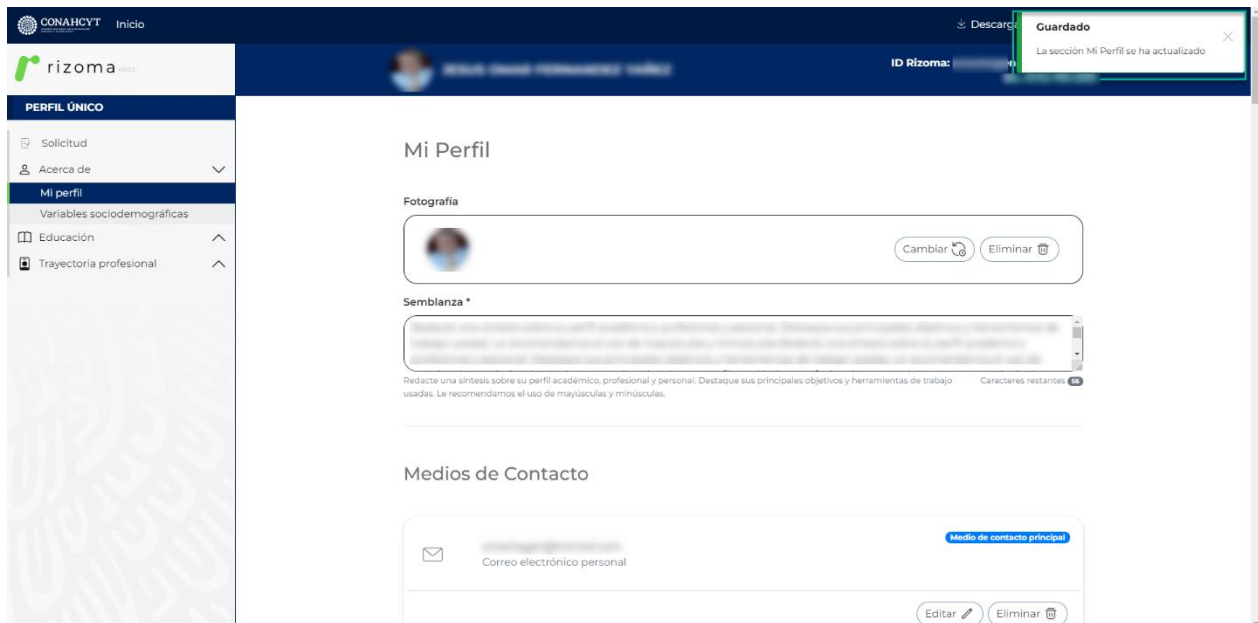 CONAHCYT Inicio
Descarga
Guardado
La sección Mi Perfil se ha actualizado
rizoma
ID Rizoma:
PERFIL ÚNICO
Solicitud
Acerca de
Mi perfil
Variables sociodemográficas
Educación
Trayectoria profesional
Mi Perfil
Fotografía
Cambiar
Eliminar
Semblanza *
Redacte una síntesis sobre su perfil académico, profesional y personal. Destaque sus principales objetivos y herramientas de trabajo
usadas. Le recomendamos el uso de mayúsculas y minúsculas.
Caracteres restantes 56
Medios de Contacto
Medio de contacto principal
Correo electrónico personal
Editar
Eliminar